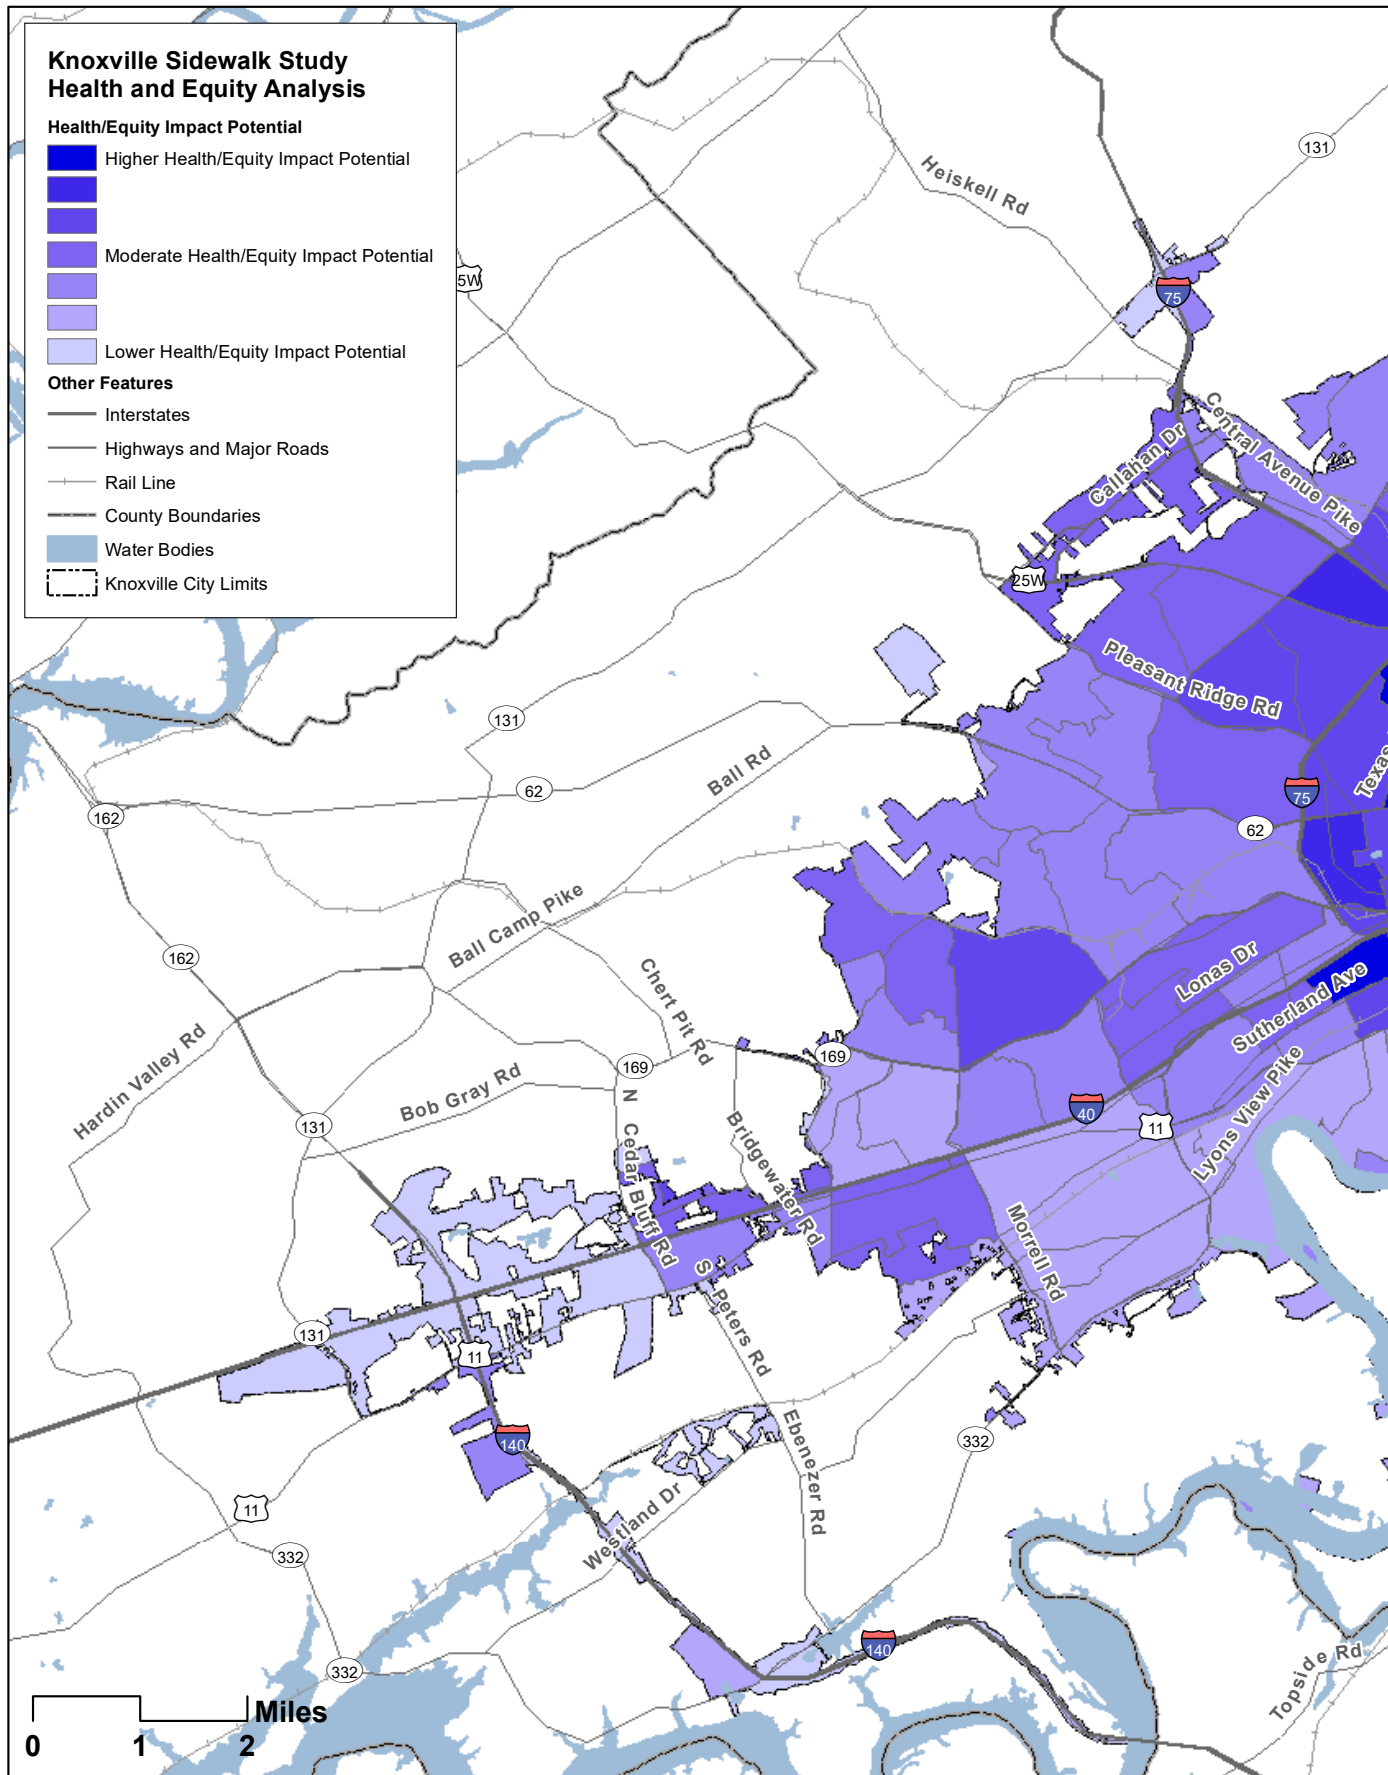 Knoxville Sidewalk Study
Health and Equity Analysis
Health/Equity Impact Potential
Higher Health/Equity Impact Potential
Moderate Health/Equity Impact Potential
Lower Health/Equity Impact Potential
Other Features
Interstates
Highways and Major Roads
Rail Line
County Boundaries
Water Bodies
Knoxville City Limits
131
Heiskell Rd
5W
75
Central Avenue Pike
Callahan Dr
25W
Pleasant Ridge Rd
131
Ball Rd
62
75
Texas
162
62
Ball Camp Pike
162
Chert Pit Rd
Lonas Dr
Sutherland Ave
Hardin Valley Rd
169
169
Bob Gray Rd
N Cedar Bluff Rd
40
11
Lyons View Pike
131
Bridgewater Rd
Morrell Rd
S Peters Rd
131
11
140
Ebenezer Rd
332
11
Westland Dr
332
140
332
Topside Rd
Miles
0 1 2